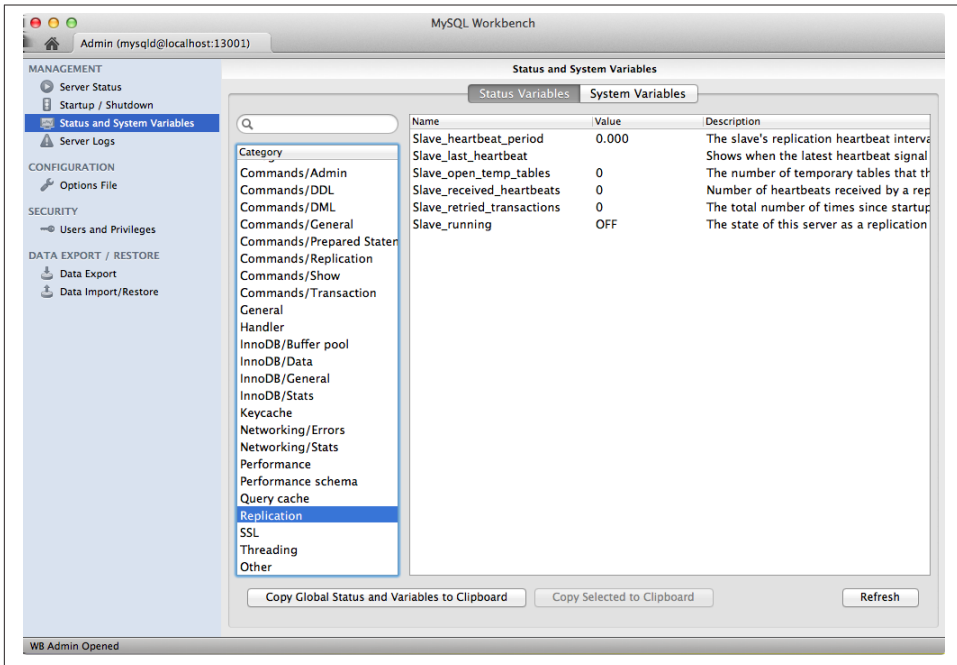 MySQL Workbench
Admin (mysqld@localhost:13001)
MANAGEMENT
Server Status
Startup / Shutdown
Status and System Variables
Server Logs
CONFIGURATION
Options File
SECURITY
Users and Privileges
DATA EXPORT / RESTORE
Data Export
Data Import/Restore
Status and System Variables
Status Variables System Variables
Category
Commands/Admin
Commands/DDL
Commands/DML
Commands/General
Commands/Prepared Staten
Commands/Replication
Commands/Show
Commands/Transaction
General
Handler
InnoDB/Buffer pool
InnoDB/Data
InnoDB/General
InnoDB/Stats
Keycache
Networking/Errors
Networking/Stats
Performance
Performance schema
Query cache
Replication
SSL
Threading
Other
Name Value Description
Slave_heartbeat_period 0.000 The slave's replication heartbeat interva
Slave_last_heartbeat Shows when the latest heartbeat signal
Slave_open_temp_tables 0 The number of temporary tables that th
Slave_received_heartbeats 0 Number of heartbeats received by a rep
Slave_retried_transactions 0 The total number of times since startup
Slave_running OFF The state of this server as a replication
Copy Global Status and Variables to Clipboard Copy Selected to Clipboard Refresh
WB Admin Opened